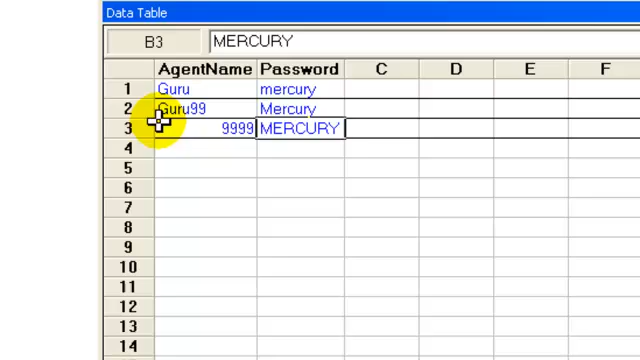 Data Table
B3 MERCURY
AgentName Password C D E F
1 Guru mercury
2 Guru99 Mercury
3 9999 MERCURY
4
5
6
7
8
9
10
11
12
13
14